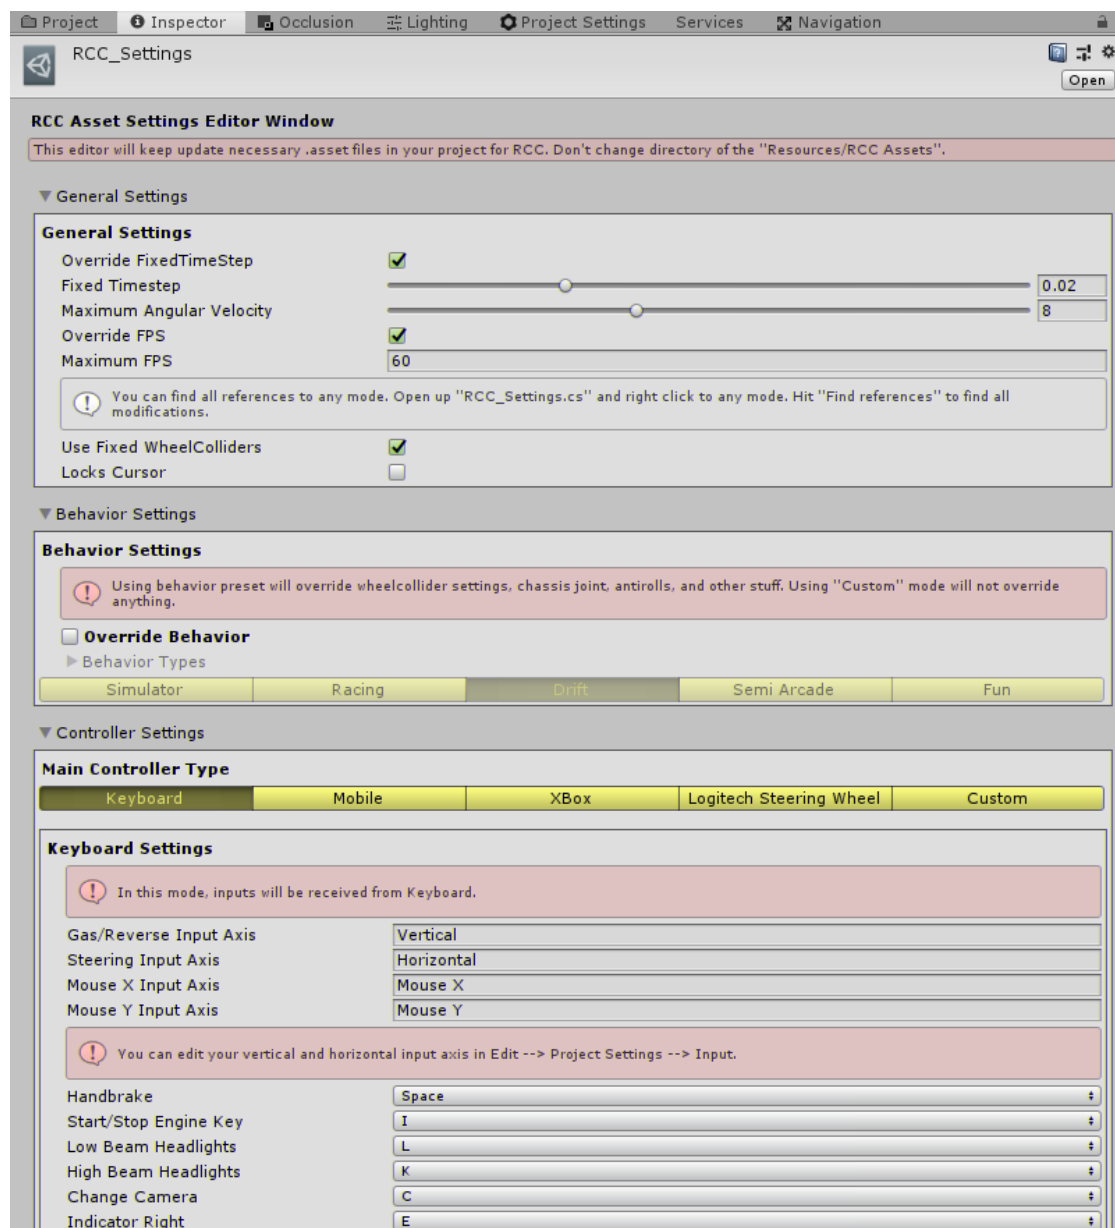 Project Inspector Occlusion Lighting Project Settings Services Navigation
RCC_Settings
Open
RCC Asset Settings Editor Window
This editor will keep update necessary .asset files in your project for RCC. Don't change directory of the "Resources/RCC Assets".
General Settings
General Settings
Override FixedTimeStep
Fixed Timestep 0.02
Maximum Angular Velocity 8
Override FPS
Maximum FPS 60
You can find all references to any mode. Open up "RCC_Settings.cs" and right click to any mode. Hit "Find references" to find all
modifications.
Use Fixed WheelColliders
Locks Cursor
Behavior Settings
Behavior Settings
Using behavior preset will override wheelcollider settings, chassis joint, antirolls, and other stuff. Using "Custom" mode will not override
anything.
Override Behavior
Behavior Types
Simulator Racing Drift Semi Arcade Fun
Controller Settings
Main Controller Type
Keyboard Mobile XBox Logitech Steering Wheel Custom
Keyboard Settings
In this mode, inputs will be received from Keyboard.
Gas/Reverse Input Axis Vertical
Steering Input Axis Horizontal
Mouse X Input Axis Mouse X
Mouse Y Input Axis Mouse Y
You can edit your vertical and horizontal input axis in Edit --> Project Settings --> Input.
Handbrake Space
Start/Stop Engine Key I
Low Beam Headlights L
High Beam Headlights K
Change Camera C
Indicator Right E